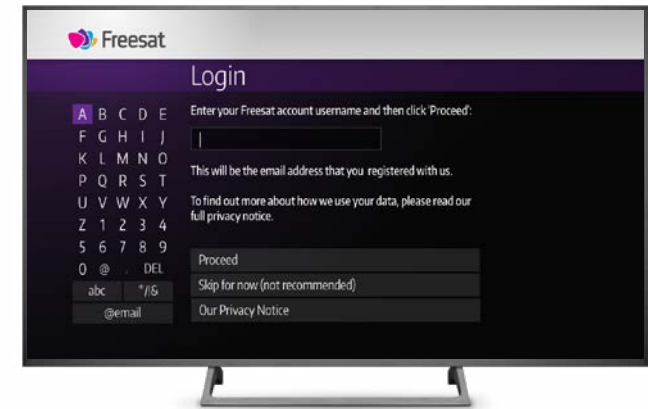 Freesat
Login
Enter your Freesat account username and then click 'Proceed':
This will be the email address that you registered with us.
To find out more about how we use your data, please read our
full privacy notice.
A B C D E
F G H I J
K L M N O
P Q R S T
U V W X Y
Z 1 2 3 4
5 6 7 8 9
0 @ . DEL
abc */!&
@email
Proceed
Skip for now (not recommended)
Our Privacy Notice